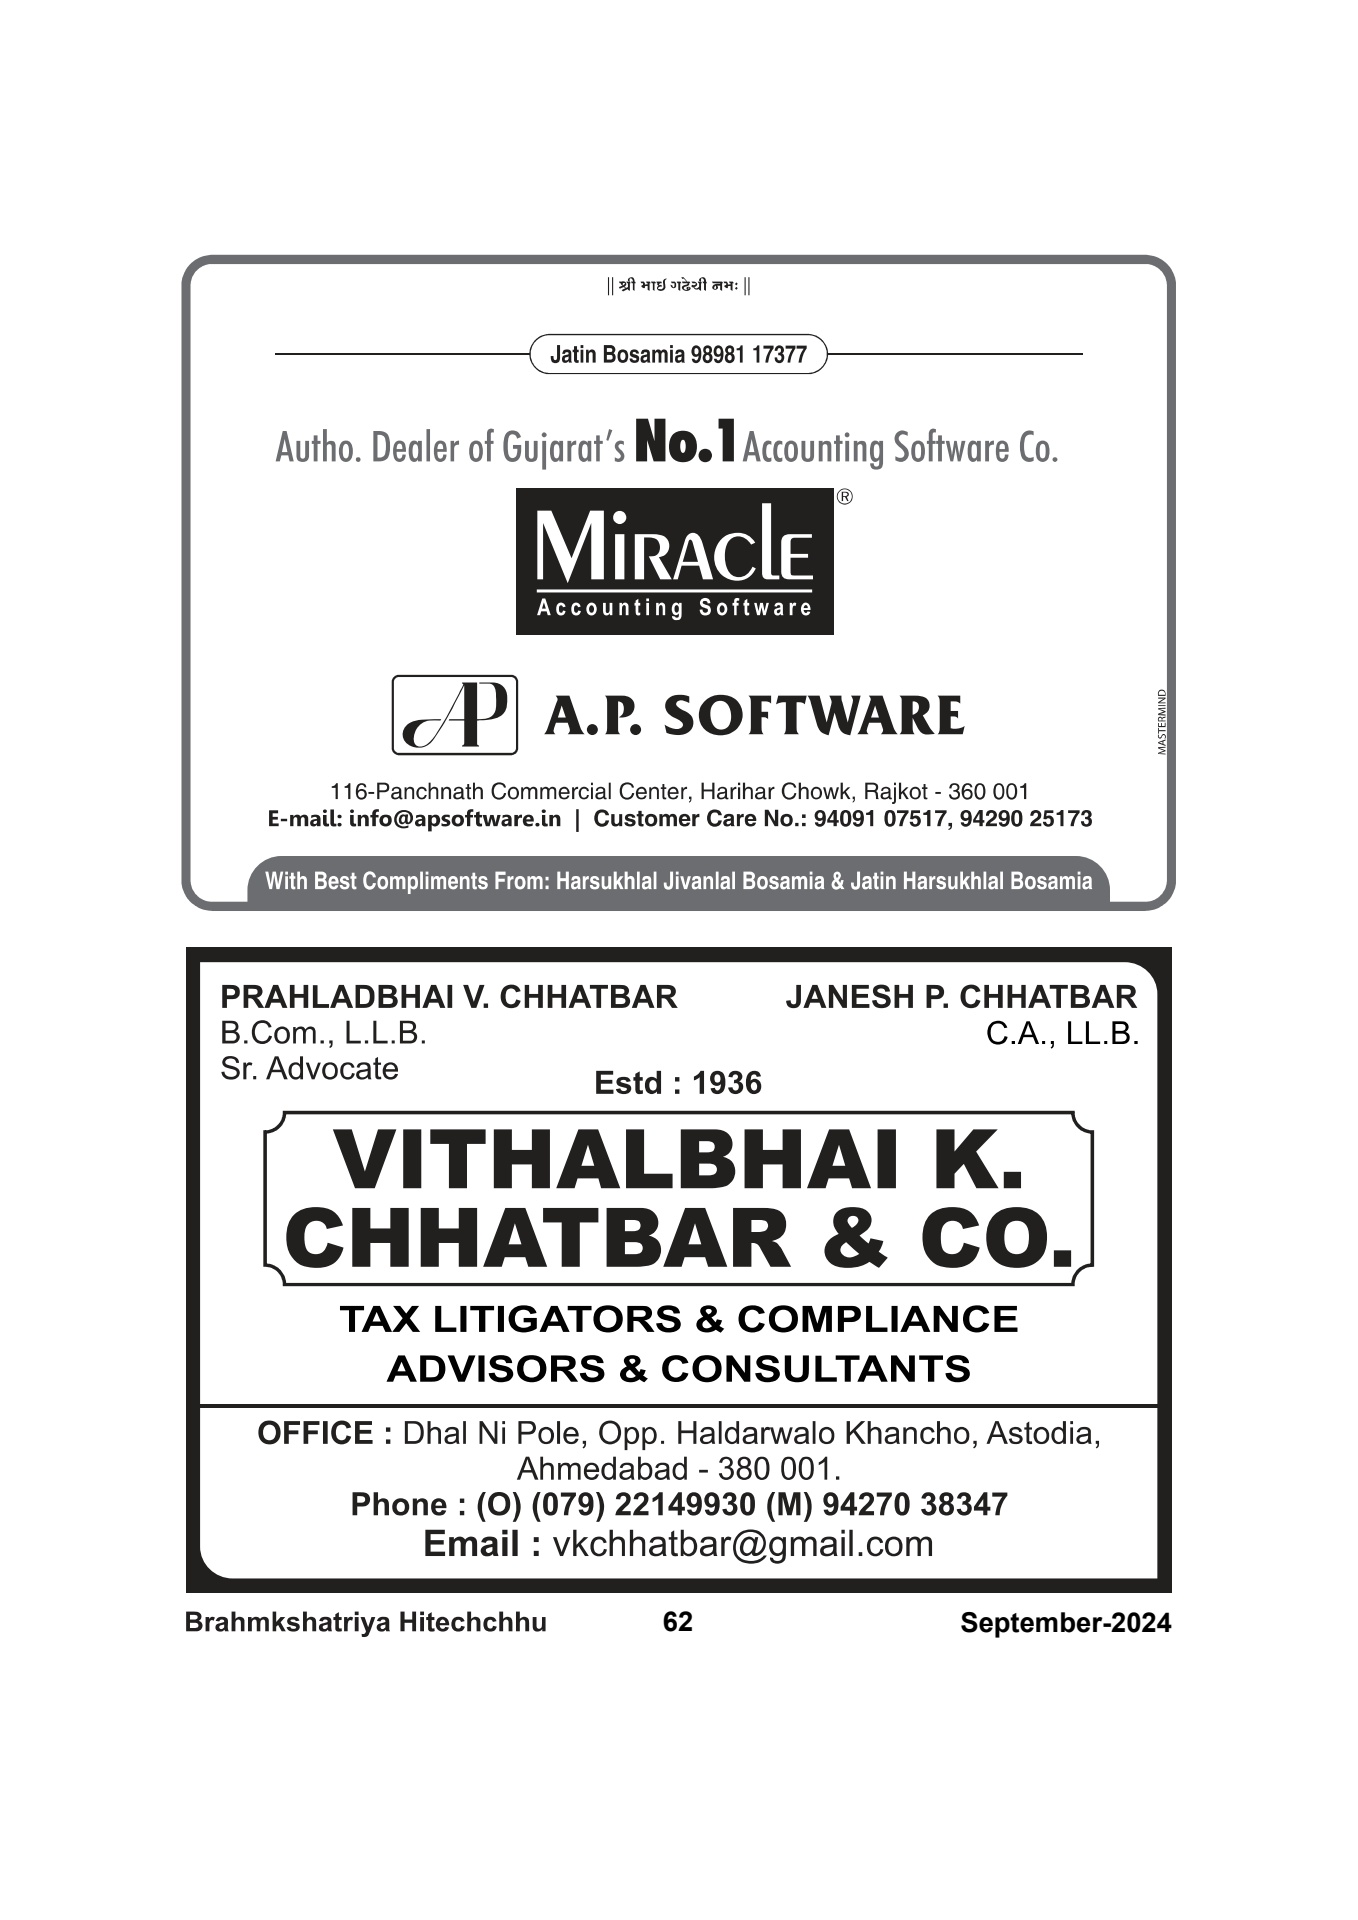 || શ્રી માઈ ગઢેચી નમઃ ||
Jatin Bosamia 98981 17377
Autho. Dealer of Gujarat's No.1 Accounting Software Co.
MiRACLE ®
Accounting Software
AP A.P. SOFTWARE
MASTERMIND
116-Panchnath Commercial Center, Harihar Chowk, Rajkot - 360 001
E-mail: info@apsoftware.in | Customer Care No.: 94091 07517, 94290 25173
With Best Compliments From: Harsukhlal Jivanlal Bosamia & Jatin Harsukhlal Bosamia
PRAHLADBHAI V. CHHATBAR JANESH P. CHHATBAR
B.Com., L.L.B. C.A., LL.B.
Sr. Advocate
Estd : 1936
VITHALBHAI K.
CHHATBAR & CO.
TAX LITIGATORS & COMPLIANCE
ADVISORS & CONSULTANTS
OFFICE : Dhal Ni Pole, Opp. Haldarwalo Khancho, Astodia,
Ahmedabad - 380 001.
Phone : (O) (079) 22149930 (M) 94270 38347
Email : vkchhatbar@gmail.com
Brahmkshatriya Hitechchhu 62 September-2024